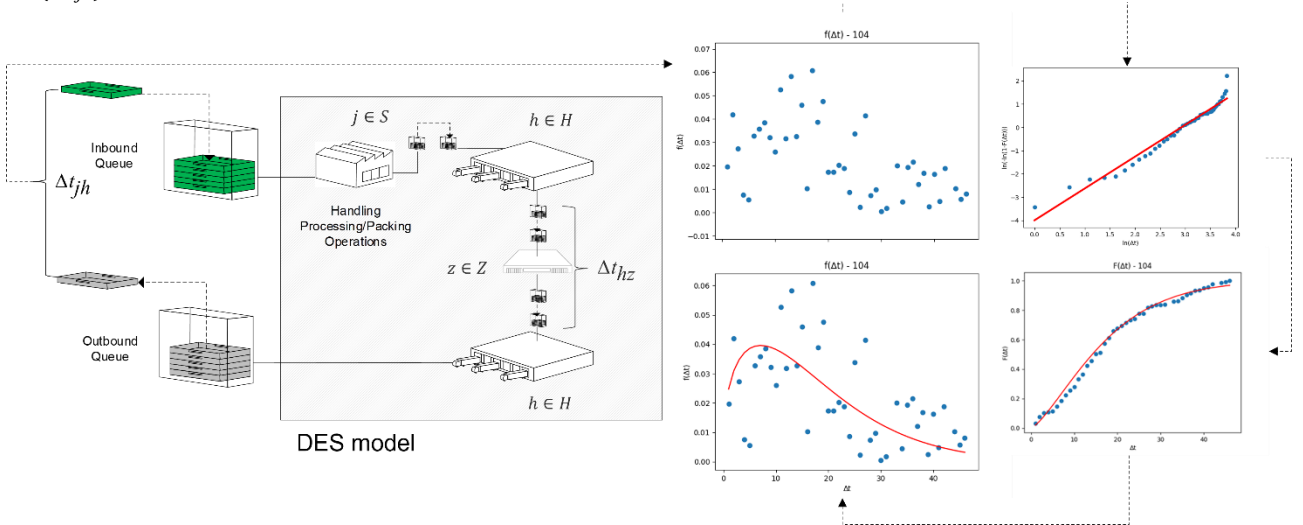 Inbound
Queue
Δt_jh
Outbound
Queue
j ∈ S
Handling
Processing/Packing
Operations
h ∈ H
z ∈ Z
Δt_hz
h ∈ H
DES model
f(Δt) - 104
f(Δt)
0.07
0.06
0.05
0.04
0.03
0.02
0.01
0.00
−0.01
ln(-ln(1-F(Δt)))
2
1
0
−1
−2
−3
−4
0.0 0.5 1.0 1.5 2.0 2.5 3.0 3.5 4.0
ln(Δt)
f(Δt) - 104
f(Δt)
0.06
0.05
0.04
0.03
0.02
0.01
0.00
0 10 20 30 40
Δt
F(Δt) - 104
F(Δt)
1.0
0.8
0.6
0.4
0.2
0.0
0 10 20 30 40
Δt